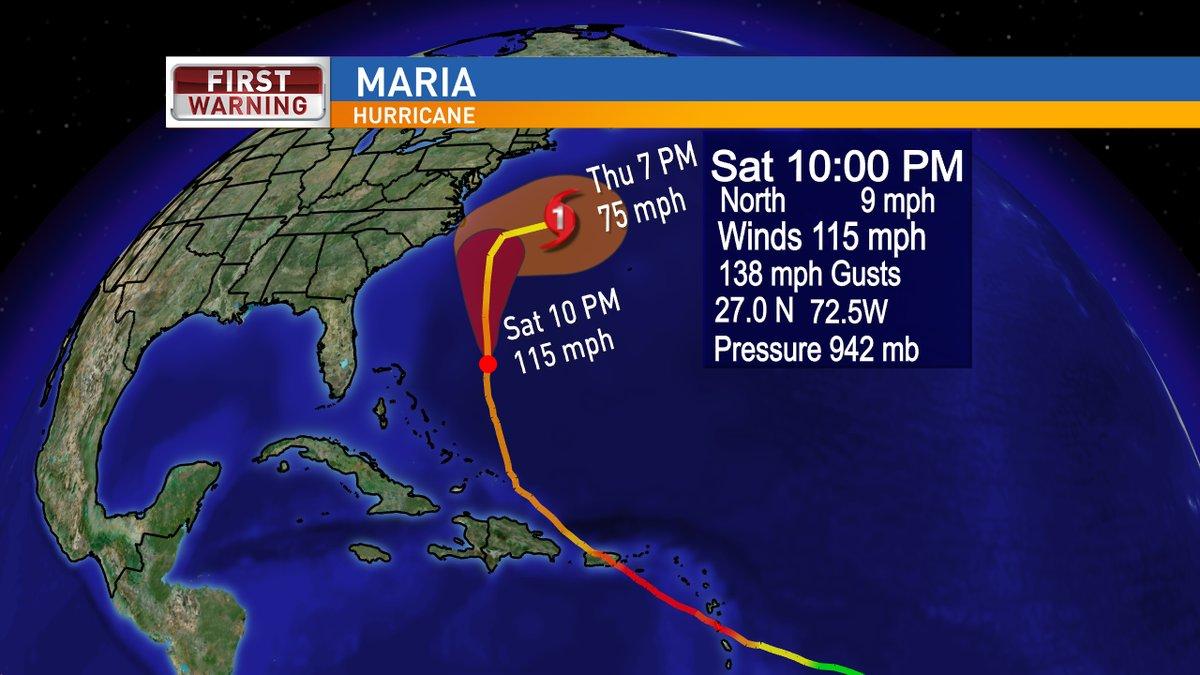 FIRST
WARNING
MARIA
HURRICANE
Thu 7 PM
75 mph
1
Sat 10 PM
115 mph
Sat 10:00 PM
North 9 mph
Winds 115 mph
138 mph Gusts
27.0 N 72.5W
Pressure 942 mb